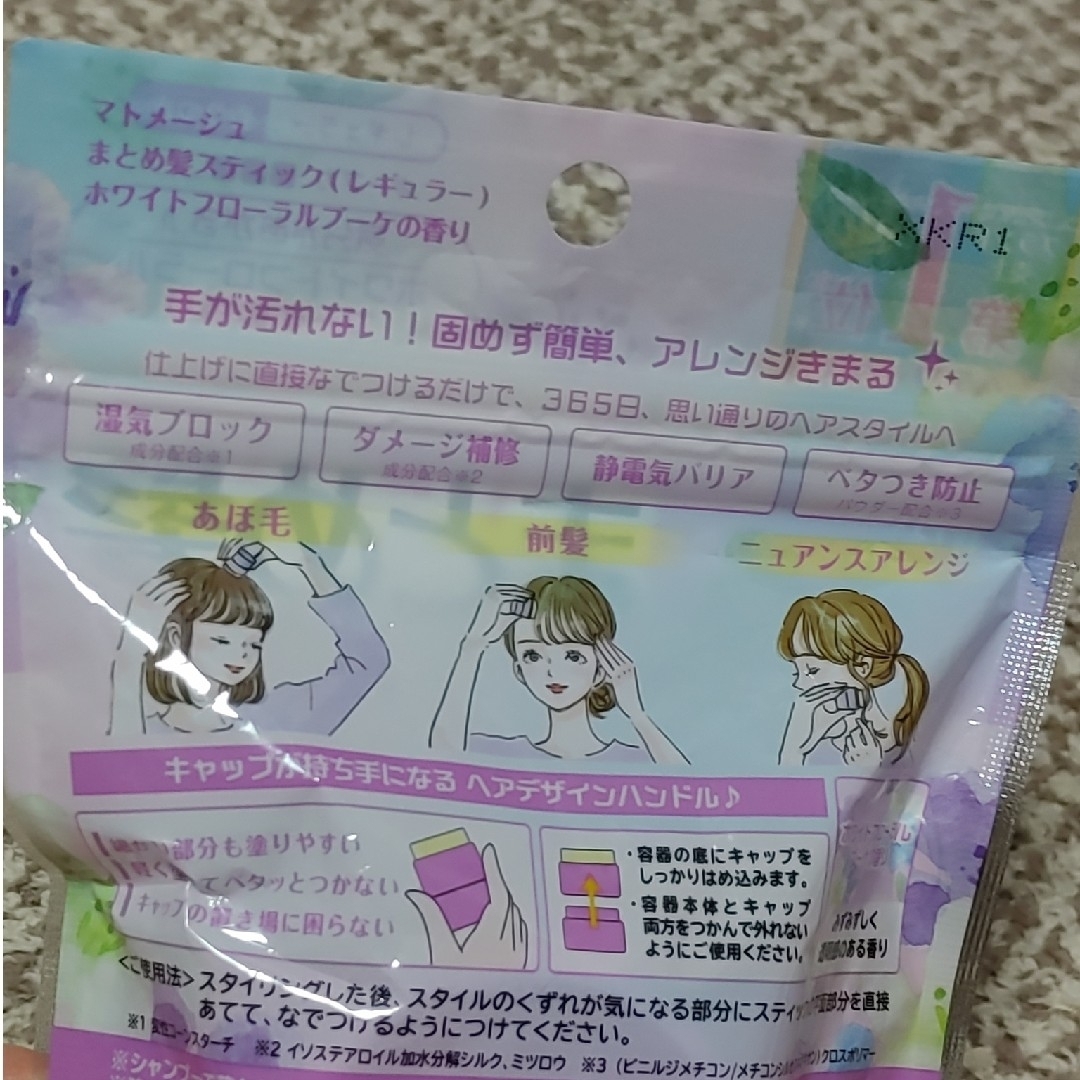 マトメージュ
まとめ髪スティック(レギュラー)
ホワイトフローラルブーケの香り
XKR1
手が汚れない！固めず簡単、アレンジきまる
仕上げに直接なでつけるだけで、365日、思い通りのヘアスタイルへ
湿気ブロック
成分配合※1
ダメージ補修
成分配合※2
静電気バリア
ベタつき防止
パウダー配合※3
あほ毛
前髪
ニュアンスアレンジ
キャップが持ち手になる ヘアデザインハンドル♪
部分も塗りやすい
てベタッとつかない
キャップの置き場に困らない
・容器の底にキャップを
しっかりはめ込みます。
・容器本体とキャップ
両方をつかんで外れない
ようにご使用ください。
みずみずしく
のある香り
<ご使用法>スタイリングした後、スタイルのくずれが気になる部分にスティック 部分を直接
あてて、なでつけるようにつけてください。
※1 変性コーンスターチ ※2 イソステアロイル加水分解シルク、ミツロウ ※3 (ビニルジメチコン/メチコンシル クロスポリマー
※シャンプーで